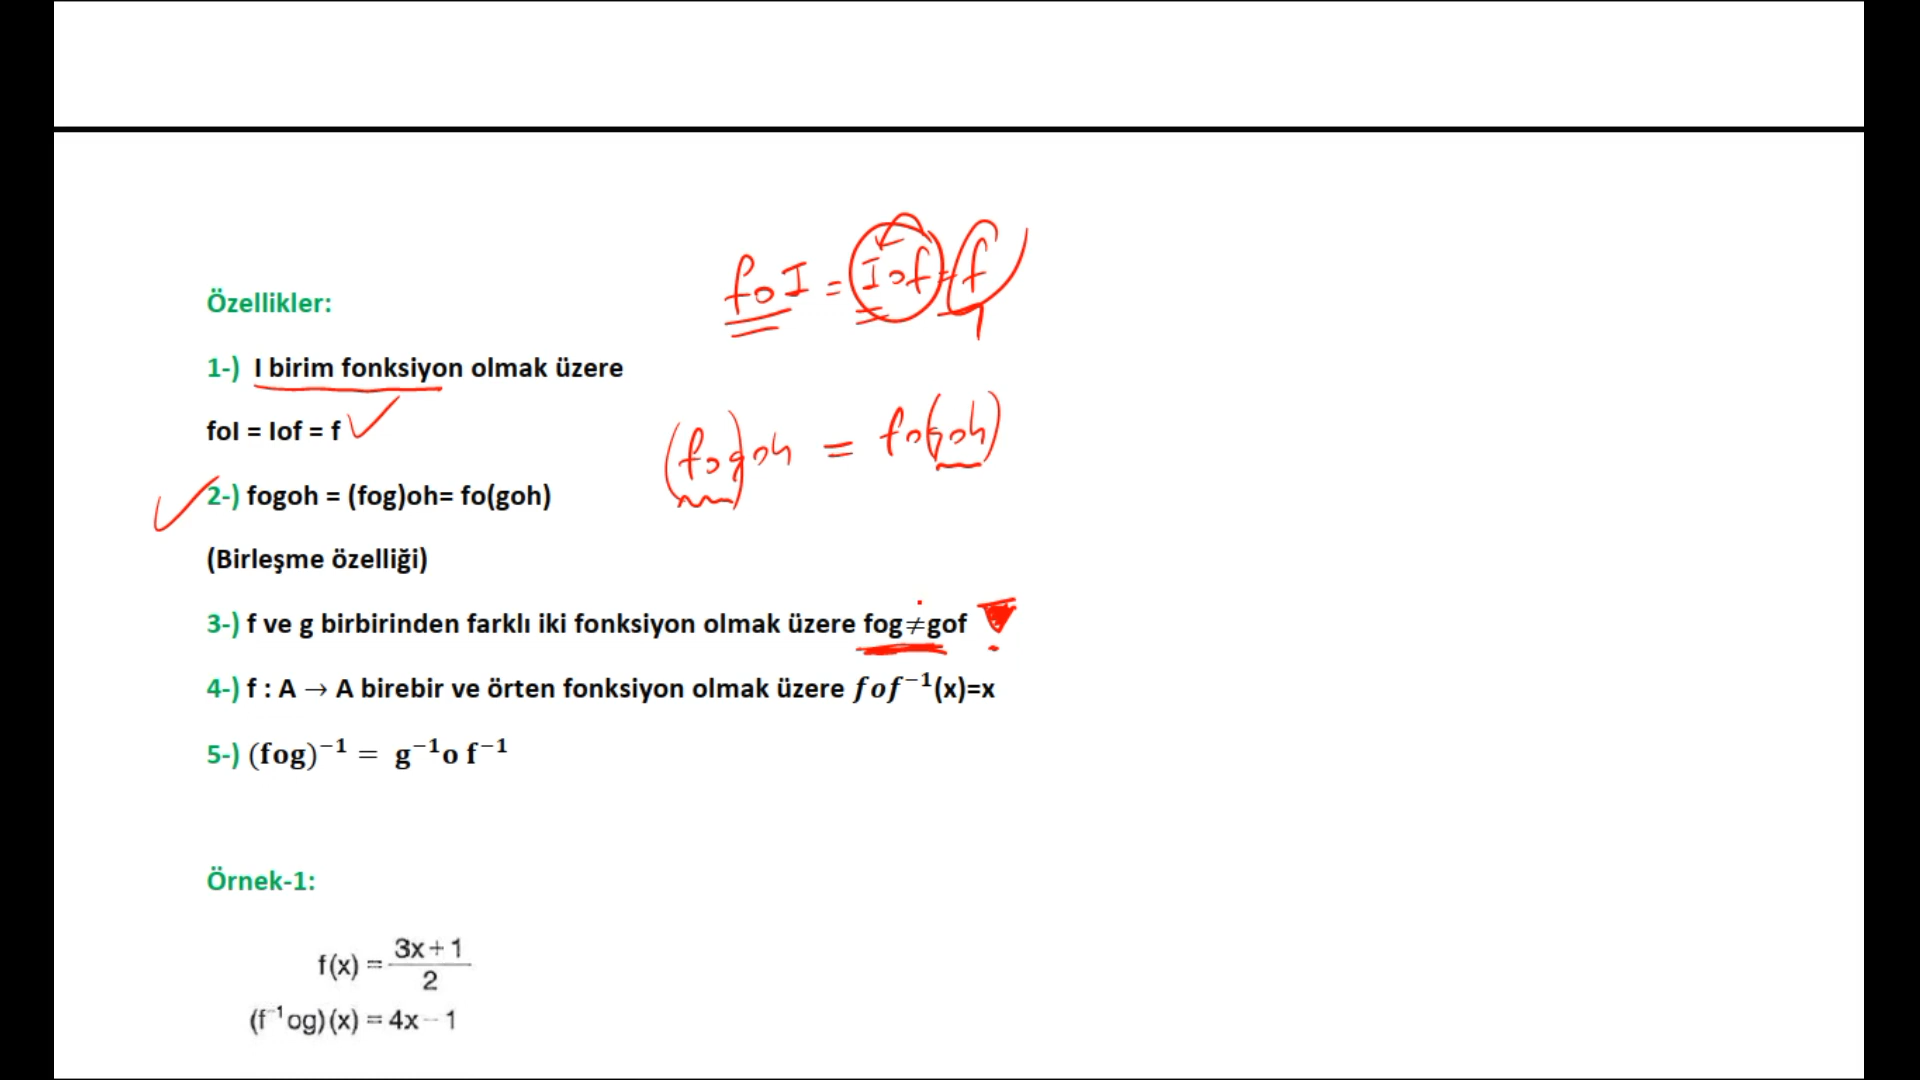 foI = Iof = f
Özellikler:
1-) I birim fonksiyon olmak üzere
foI = Iof = f
(fog)oh = fo(goh)
2-) fogoh = (fog)oh= fo(goh)
(Birleşme özelliği)
3-) f ve g birbirinden farklı iki fonksiyon olmak üzere fog≠gof
4-) f : A → A birebir ve örten fonksiyon olmak üzere fof⁻¹(x)=x
5-) (fog)⁻¹ = g⁻¹o f⁻¹
Örnek-1:
f(x) = 3x+1
2
(f⁻¹og)(x) = 4x − 1